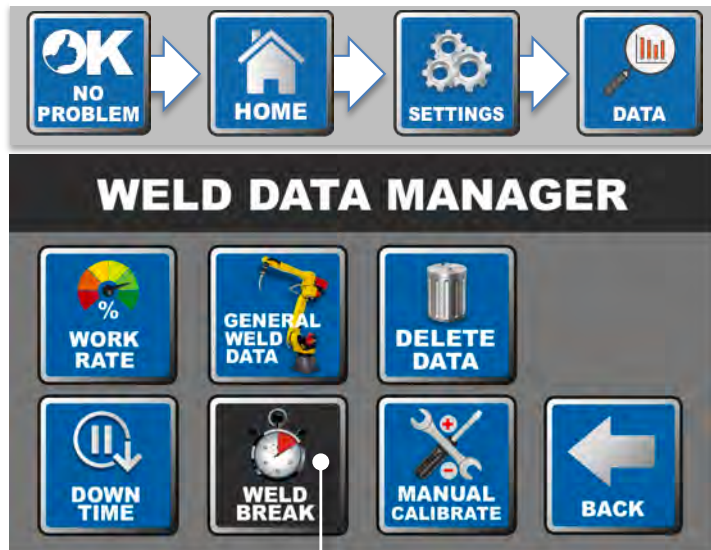 OK
NO
PROBLEM
HOME
SETTINGS
DATA
WELD DATA MANAGER
%
WORK
RATE
GENERAL
WELD
DATA
DELETE
DATA
DOWN
TIME
WELD
BREAK
MANUAL
CALIBRATE
BACK